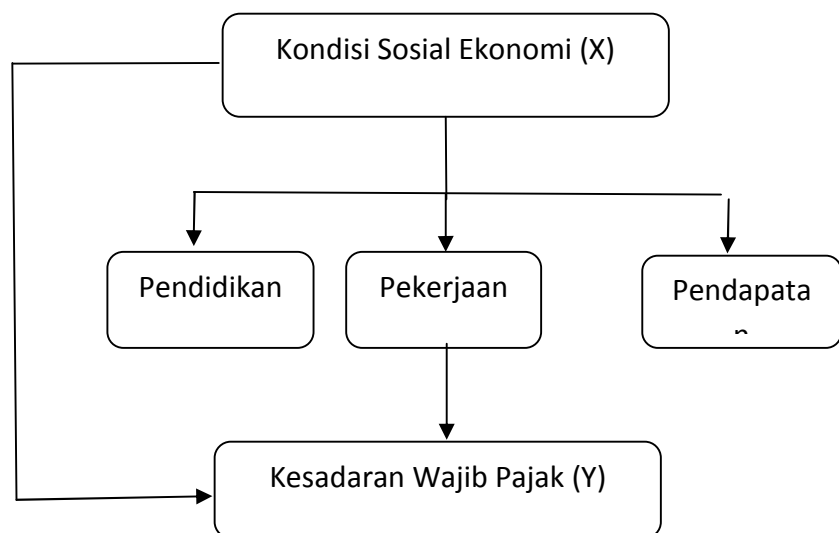 Kondisi Sosial Ekonomi (X)
Pendidikan
Pekerjaan
Pendapata
n
Kesadaran Wajib Pajak (Y)